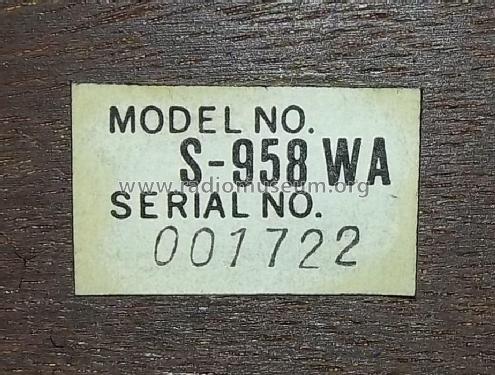 MODEL NO.
S-958 WA
www.radiomuseum.org
SERIAL NO.
001722